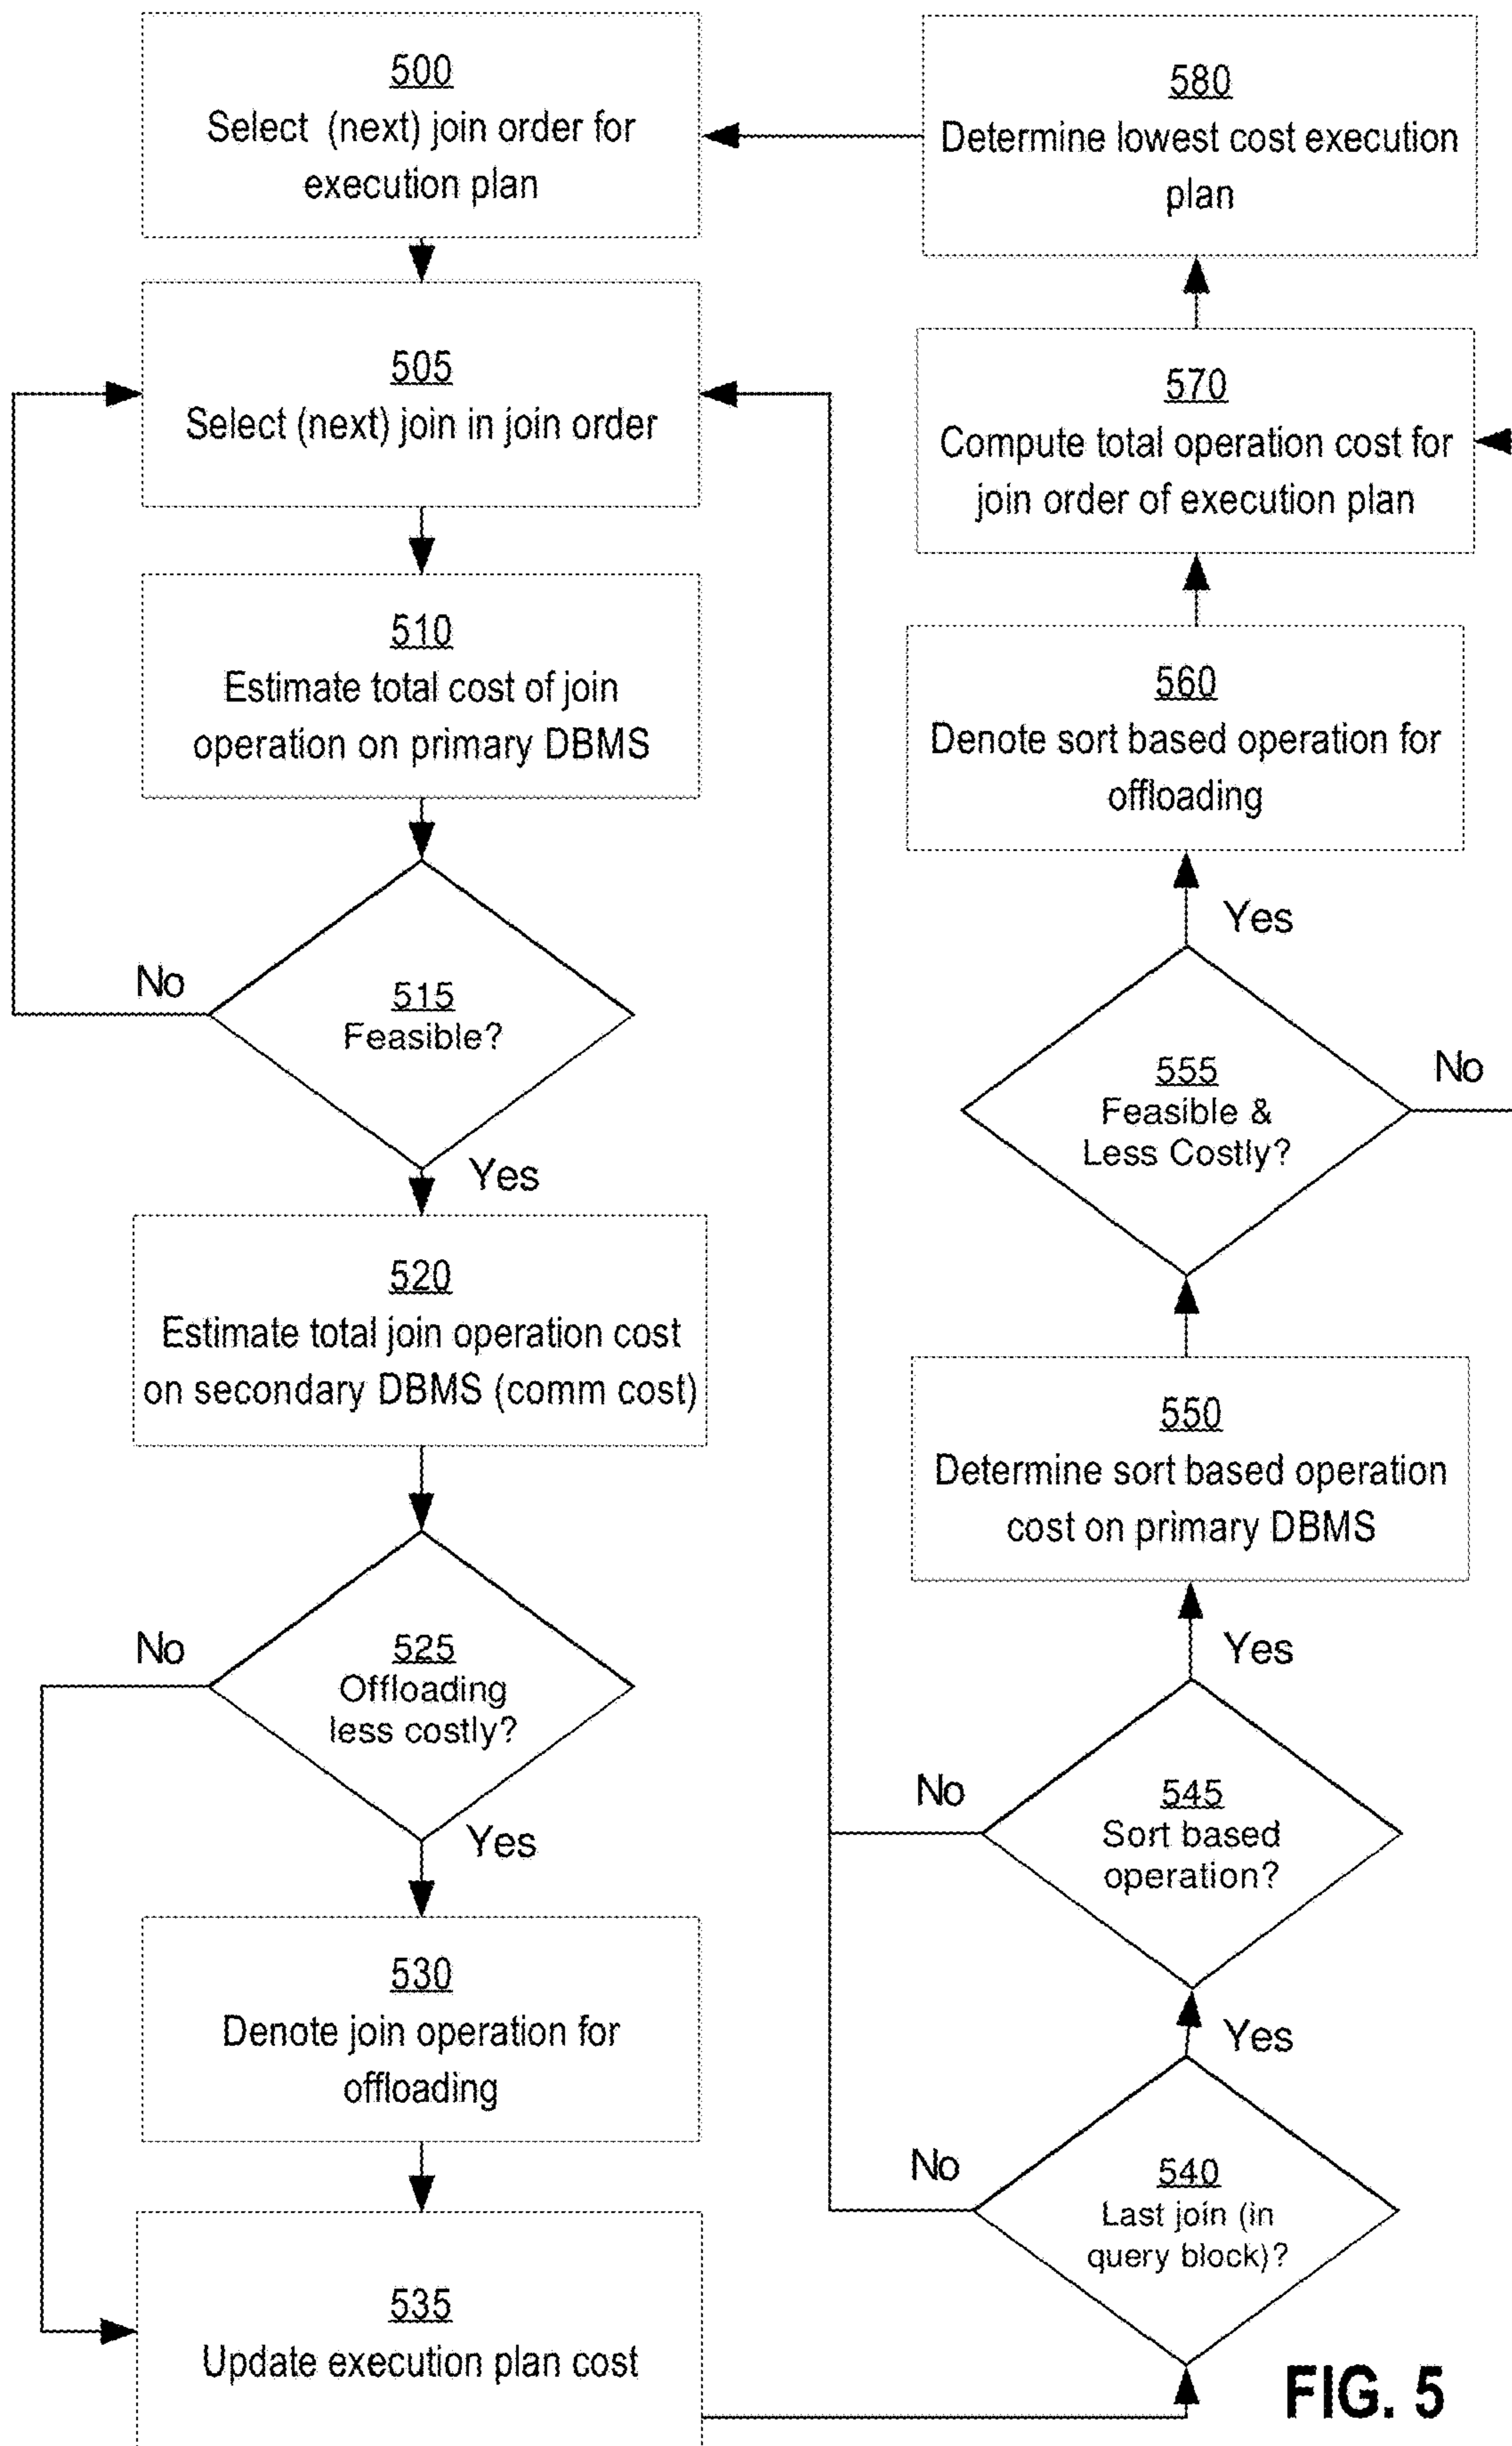 500
Select (next) join order for
execution plan
505
Select (next) join in join order
510
Estimate total cost of join
operation on primary DBMS
No
515
Feasible?
Yes
520
Estimate total join operation cost
on secondary DBMS (comm cost)
No
525
Offloading
less costly?
Yes
530
Denote join operation for
offloading
535
Update execution plan cost
580
Determine lowest cost execution
plan
570
Compute total operation cost for
join order of execution plan
560
Denote sort based operation for
offloading
Yes
555
Feasible &
Less Costly?
No
550
Determine sort based operation
cost on primary DBMS
Yes
No
545
Sort based
operation?
Yes
No
540
Last join (in
query block)?
FIG. 5